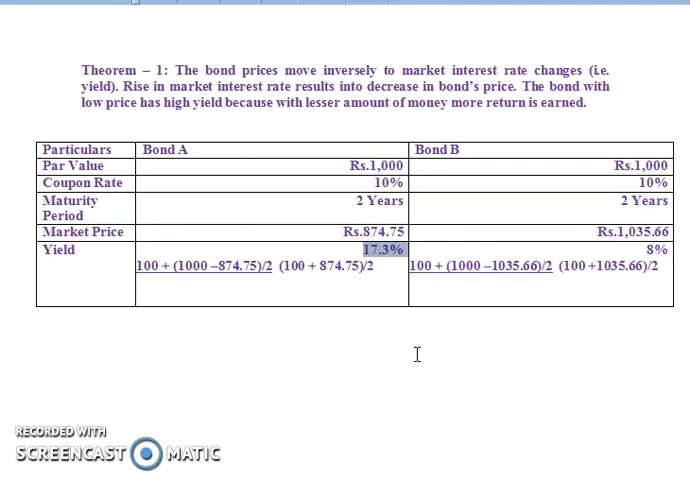 Theorem – 1: The bond prices move inversely to market interest rate changes (i.e.
yield). Rise in market interest rate results into decrease in bond's price. The bond with
low price has high yield because with lesser amount of money more return is earned.
Particulars Bond A Bond B
Par Value Rs.1,000 Rs.1,000
Coupon Rate 10% 10%
Maturity 2 Years 2 Years
Period
Market Price Rs.874.75 Rs.1,035.66
Yield 17.3% 8%
100 + (1000 –874.75)/2 (100 + 874.75)/2 100 + (1000 –1035.66)/2 (100 +1035.66)/2
RECORDED WITH
SCREENCAST MATIC